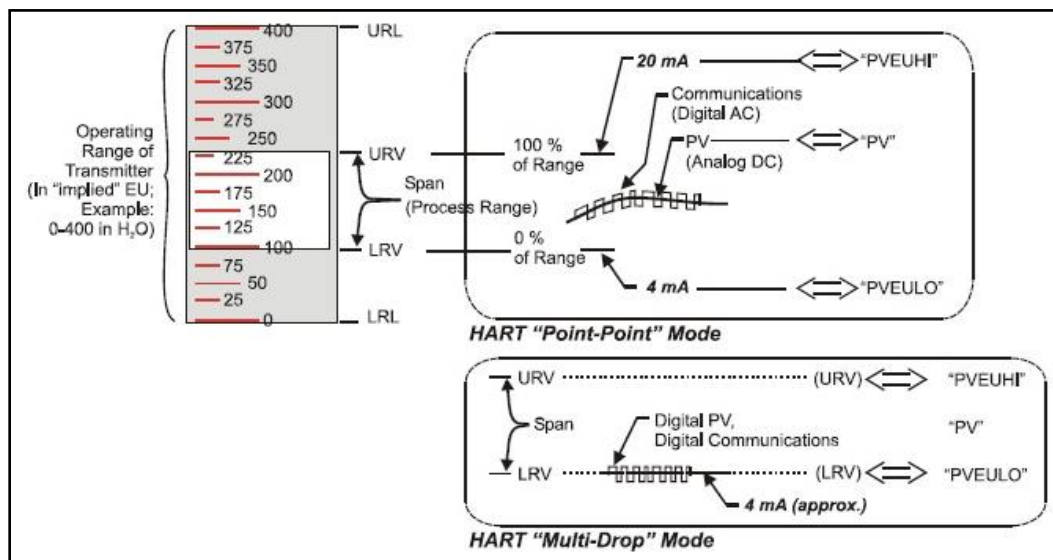 Operating
Range of
Transmitter
(In "implied" EU;
Example:
0-400 in H₂O)
400
375
350
325
300
275
250
225
200
175
150
125
100
75
50
25
0
URL
URV
Span
(Process Range)
LRV
LRL
20 mA
"PVEUHI"
Communications
(Digital AC)
100 %
of Range
PV
(Analog DC)
"PV"
0 %
of Range
4 mA
"PVEULO"
HART "Point-Point" Mode
URV
(URV)
"PVEUHI"
Span
Digital PV,
Digital Communications
"PV"
LRV
(LRV)
"PVEULO"
4 mA (approx.)
HART "Multi-Drop" Mode